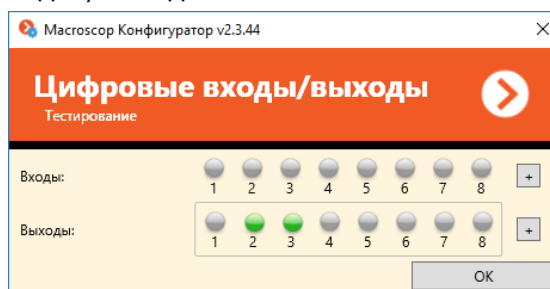 Macroscop Конфигуратор v2.3.44
Цифровые входы/выходы
Тестирование
Входы:
1 2 3 4 5 6 7 8
+
Выходы:
1 2 3 4 5 6 7 8
+
OK